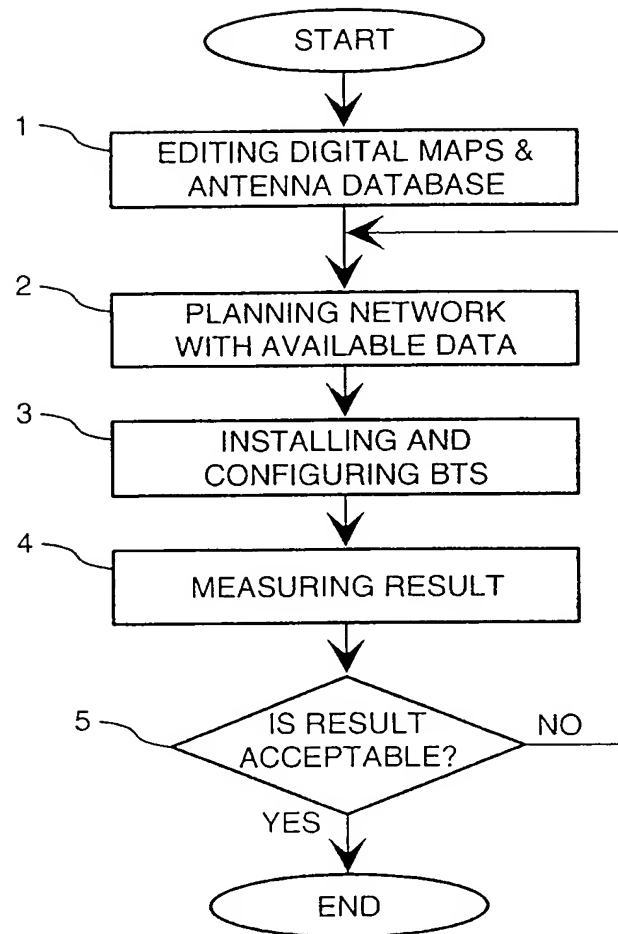 START
1
EDITING DIGITAL MAPS &
ANTENNA DATABASE
2
PLANNING NETWORK
WITH AVAILABLE DATA
3
INSTALLING AND
CONFIGURING BTS
4
MEASURING RESULT
5
IS RESULT
ACCEPTABLE?
NO
YES
END